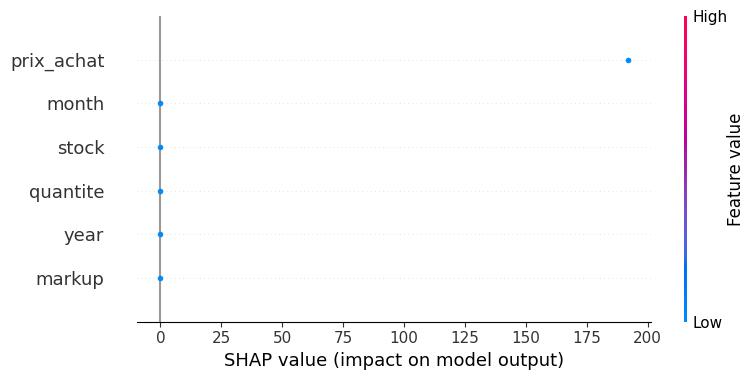 High
prix_achat
month
stock
quantite
year
markup
Feature value
Low
0 25 50 75 100 125 150 175 200
SHAP value (impact on model output)